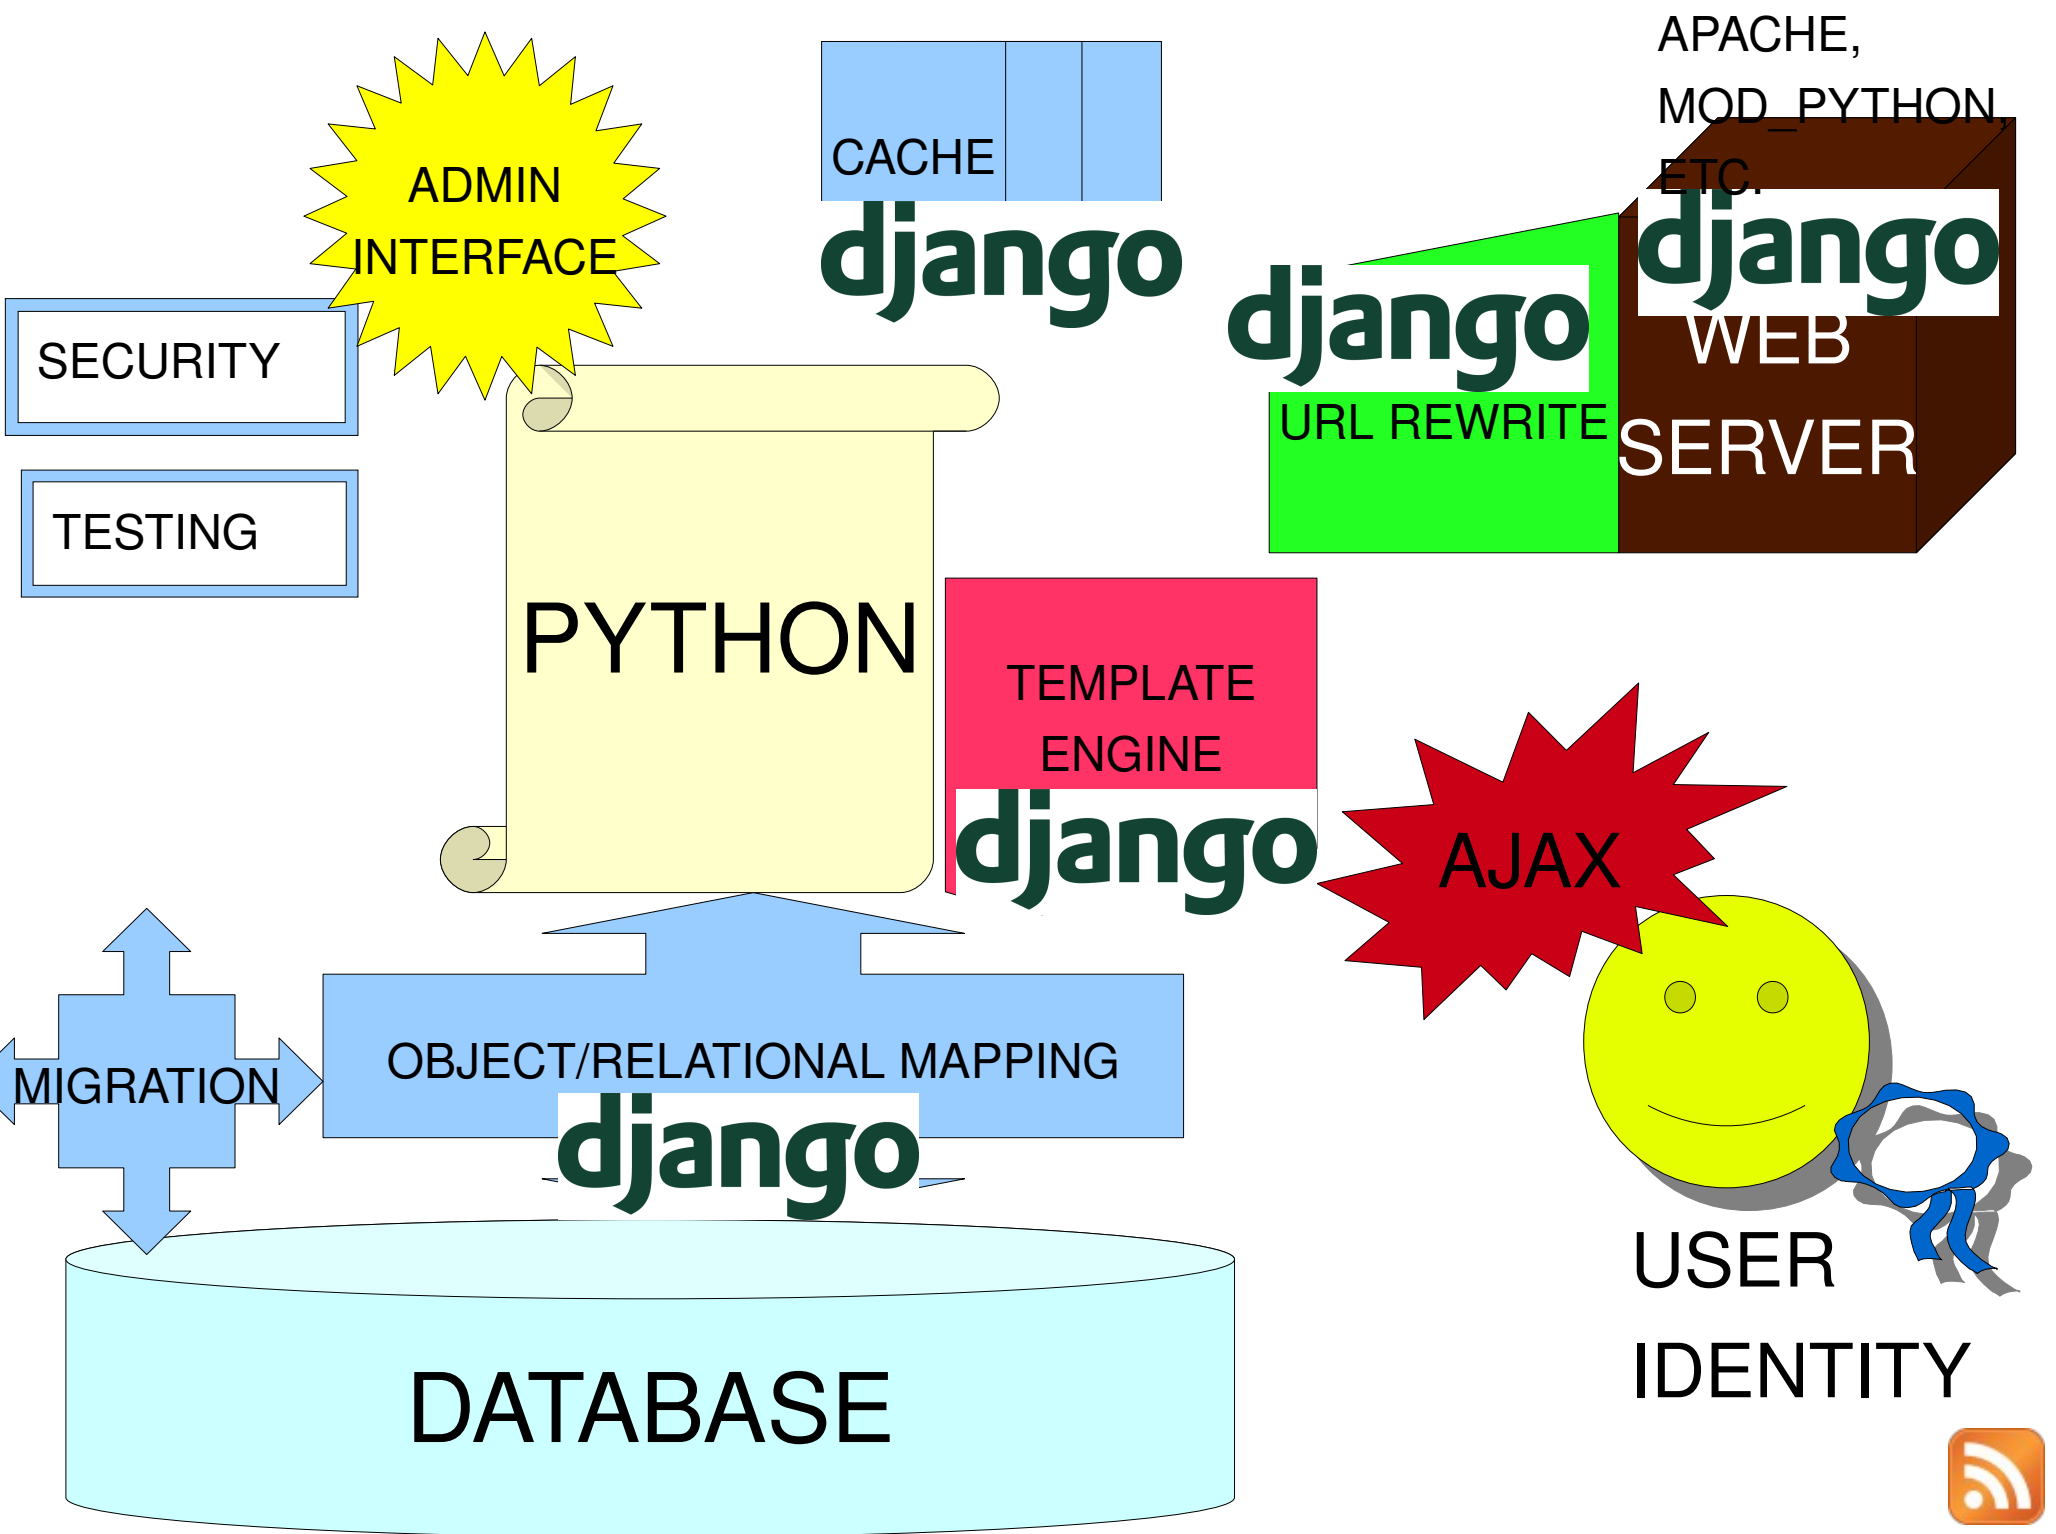 APACHE,
MOD_PYTHON,
ETC.
django
WEB
SERVER
CACHE
django
django
URL REWRITE
ADMIN
INTERFACE
SECURITY
TESTING
PYTHON
TEMPLATE
ENGINE
django
AJAX
MIGRATION
OBJECT/RELATIONAL MAPPING
django
USER
IDENTITY
DATABASE